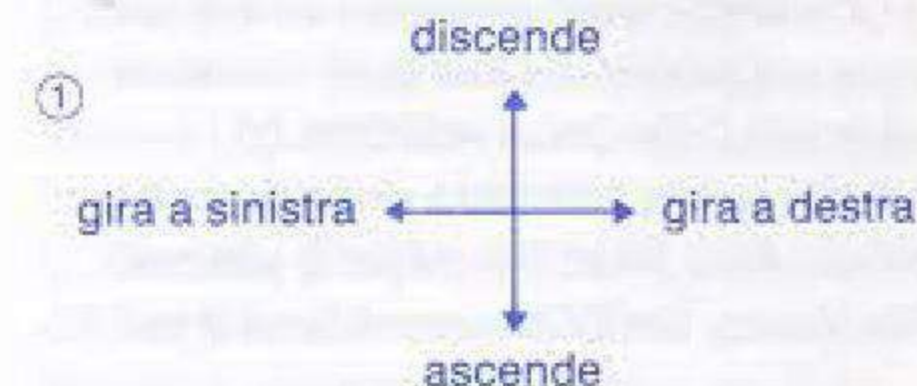 discende
①
gira a sinistra gira a destra
ascende